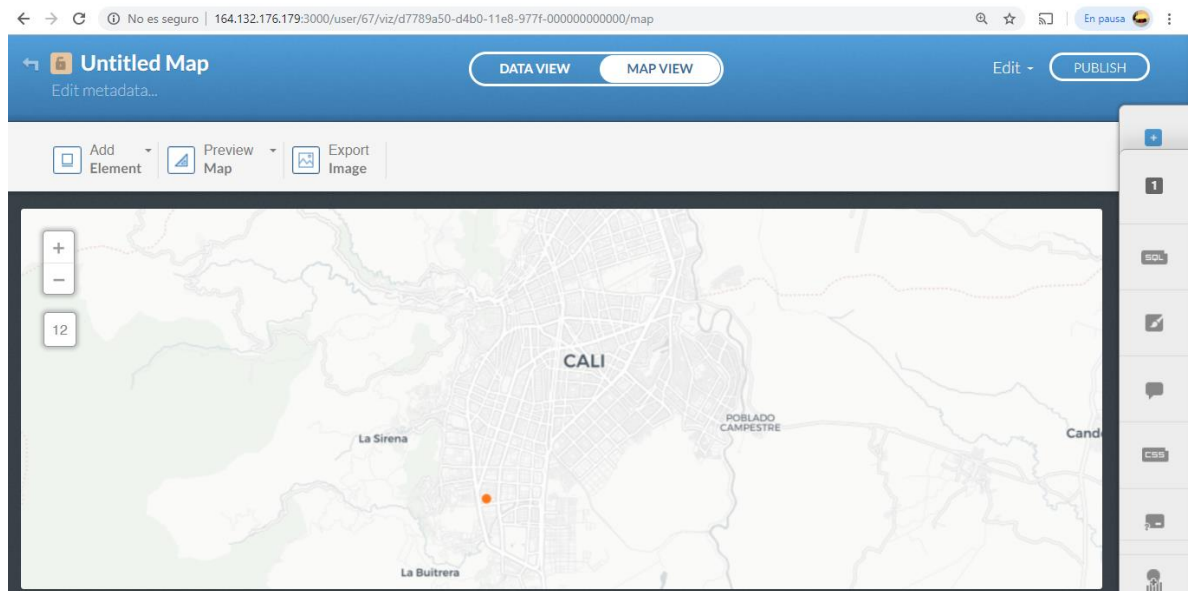 No es seguro | 164.132.176.179:3000/user/67/viz/d7789a50-d4b0-11e8-977f-000000000000/map
En pausa
Untitled Map
Edit metadata...
DATA VIEW
MAP VIEW
Edit
PUBLISH
Add
Element
Preview
Map
Export
Image
+
1
+
−
SQL
12
CALI
POBLADO
CAMPESTRE
La Sirena
Cand
CSS
La Buitrera